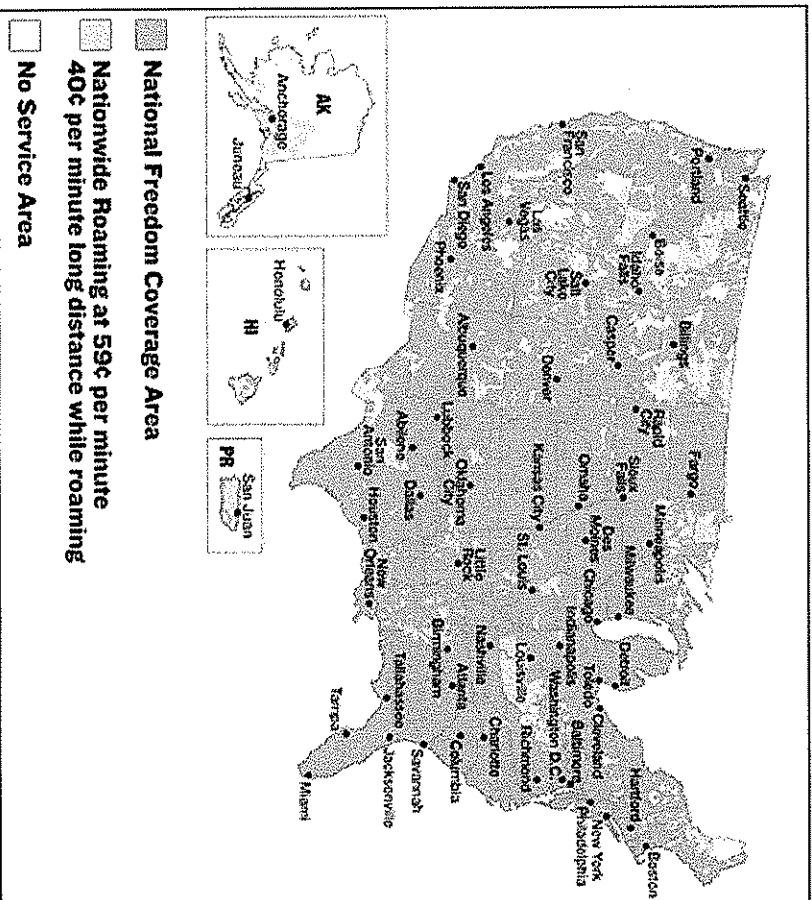 Seattle
Portland
San
Francisco
Boise
Idaho
Falls
Billings
Fargo
Minneapolis
Rapid
City
Sioux
Falls
Casper
Salt
Lake
City
Las
Vegas
Los Angeles
San Diego
Phoenix
Albuquerque
Denver
Omaha
Des
Moines
Milwaukee
Chicago
Detroit
Toledo
Cleveland
Hartford
Boston
New York
Philadelphia
Baltimore
Washington D.C.
Richmond
Indianapolis
Louisville
St. Louis
Kansas City
Oklahoma
City
Little
Rock
Nashville
Charlotte
Columbia
Atlanta
Birmingham
Lubbock
Abilene
Dallas
San
Antonio
Houston
New
Orleans
Tallahassee
Savannah
Jacksonville
Tampa
Miami
AK
Anchorage
Juneau
Honolulu
HI
PR
San Juan
National Freedom Coverage Area
Nationwide Roaming at 59¢ per minute
40¢ per minute long distance while roaming
No Service Area